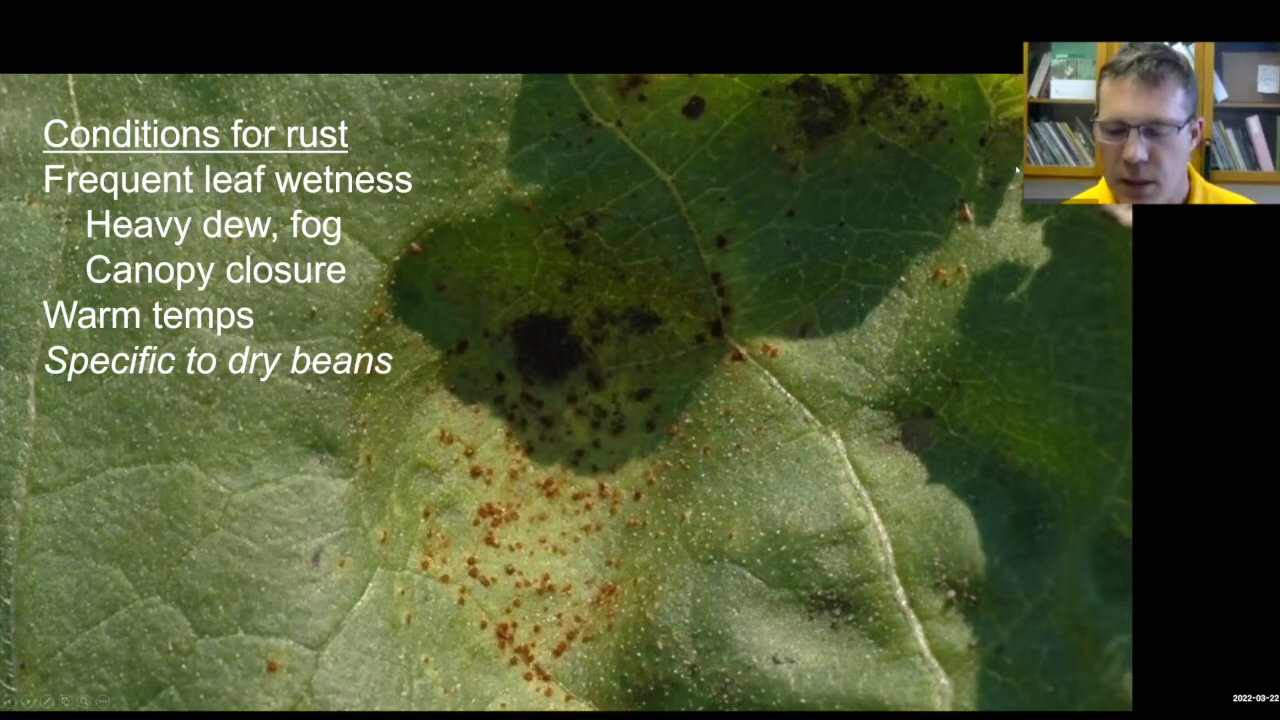 Conditions for rust
Frequent leaf wetness
Heavy dew, fog
Canopy closure
Warm temps
Specific to dry beans
2022-03-22